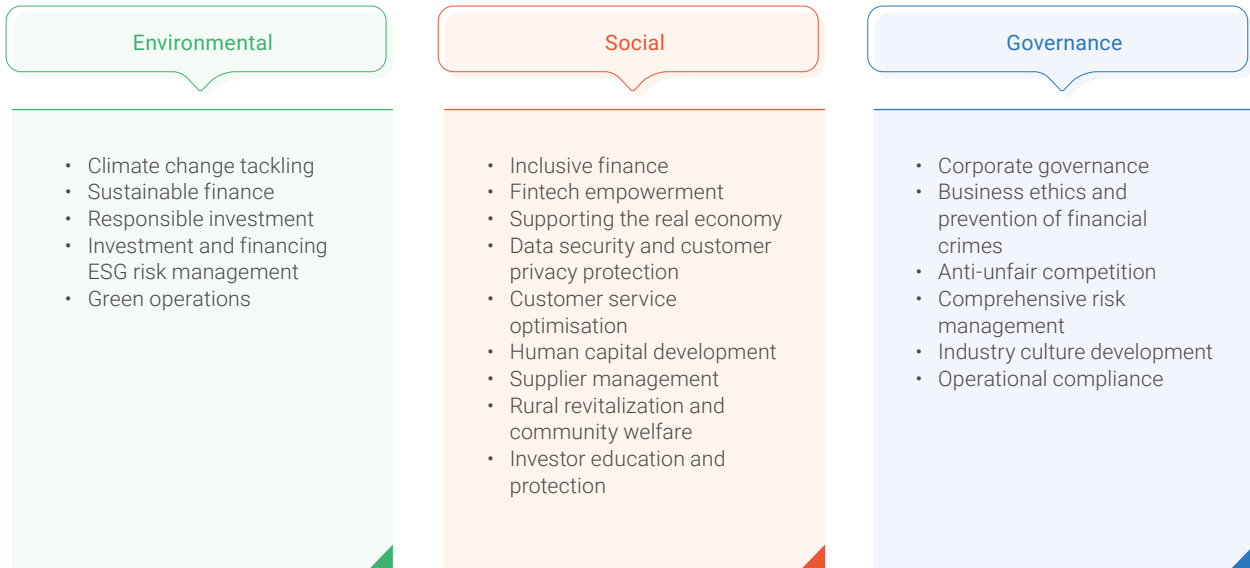 Environmental
• Climate change tackling
• Sustainable finance
• Responsible investment
• Investment and financing
ESG risk management
• Green operations
Social
• Inclusive finance
• Fintech empowerment
• Supporting the real economy
• Data security and customer
privacy protection
• Customer service
optimisation
• Human capital development
• Supplier management
• Rural revitalization and
community welfare
• Investor education and
protection
Governance
• Corporate governance
• Business ethics and
prevention of financial
crimes
• Anti-unfair competition
• Comprehensive risk
management
• Industry culture development
• Operational compliance